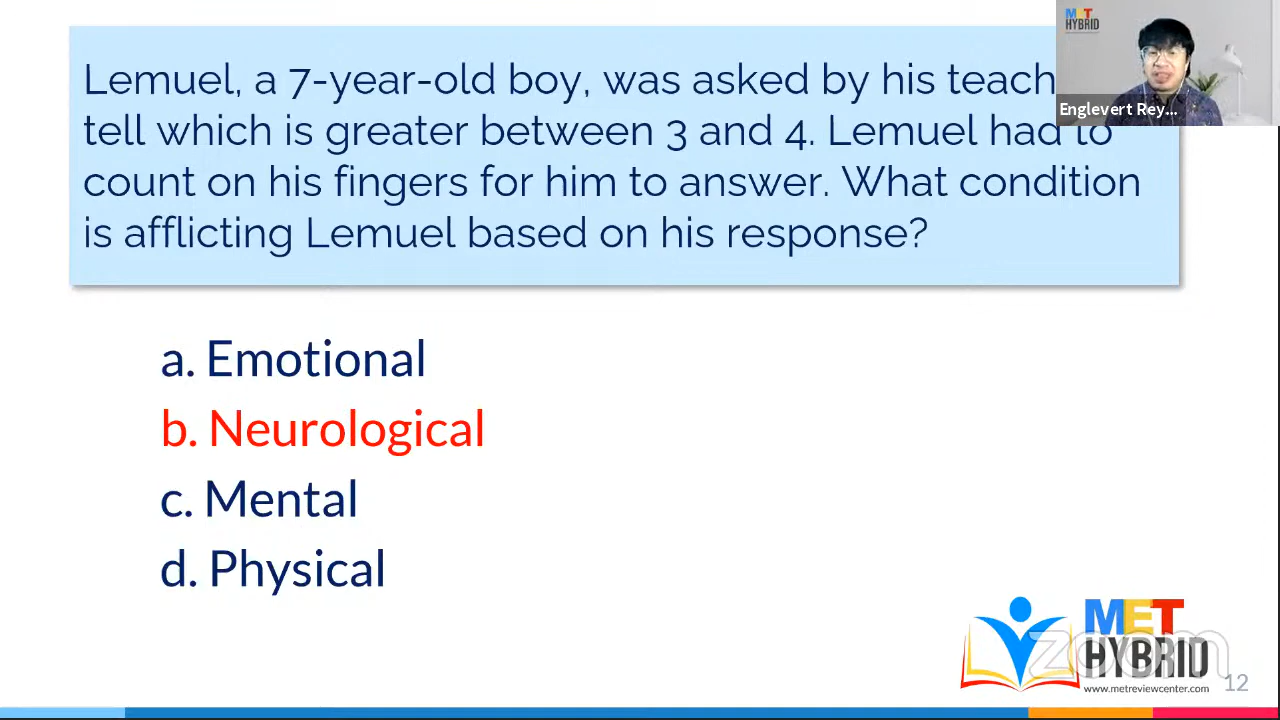 Lemuel, a 7-year-old boy, was asked by his teach
tell which is greater between 3 and 4. Lemuel had to
count on his fingers for him to answer. What condition
is afflicting Lemuel based on his response?
MET
HYBRID
Englevert Rey...
a. Emotional
b. Neurological
c. Mental
d. Physical
MET
HYBRID
zoom
www.metreviewcenter.com
12